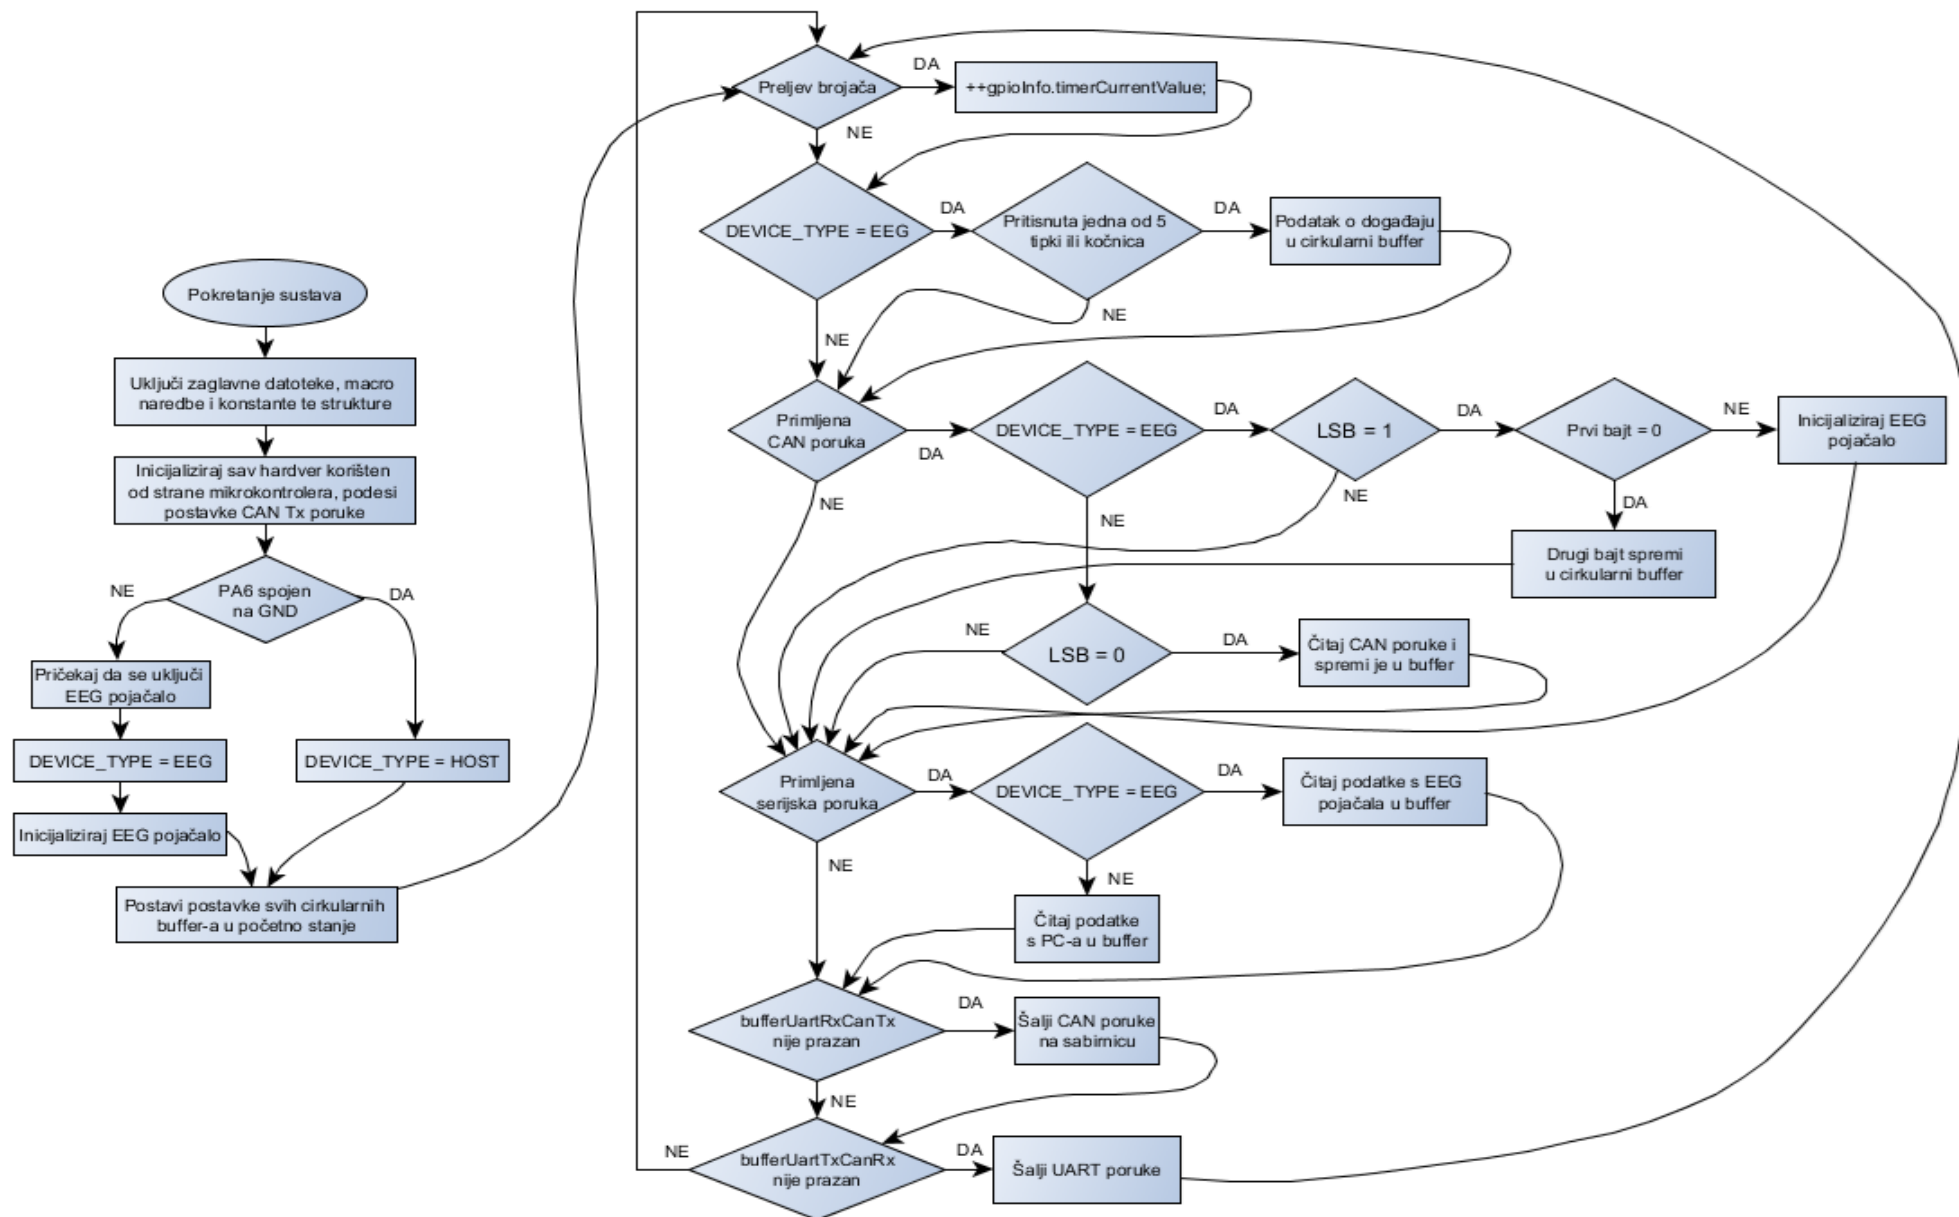 Pokretanje sustava
Uključi zaglavne datoteke, macro
naredbe i konstante te strukture
Inicijaliziraj sav hardver korišten
od strane mikrokontrolera, podesi
postavke CAN Tx poruke
PA6 spojen
na GND
NE
DA
Pričekaj da se uključi
EEG pojačalo
DEVICE_TYPE = EEG
Inicijaliziraj EEG pojačalo
DEVICE_TYPE = HOST
Postavi postavke svih cirkularnih
buffer-a u početno stanje
Preljev brojača
DA
++gpioInfo.timerCurrentValue;
NE
DEVICE_TYPE = EEG
DA
Pritisnuta jedna od 5
tipki ili kočnica
DA
Podatak o događaju
u cirkularni buffer
NE
NE
Primljena
CAN poruka
DA
DEVICE_TYPE = EEG
DA
LSB = 1
DA
Prvi bajt = 0
NE
Inicijaliziraj EEG
pojačalo
NE
NE
NE
DA
Drugi bajt spremi
u cirkularni buffer
NE
LSB = 0
DA
Čitaj CAN poruke i
spremi je u buffer
Primljena
serijska poruka
DA
DEVICE_TYPE = EEG
DA
Čitaj podatke s EEG
pojačala u buffer
NE
NE
Čitaj podatke
s PC-a u buffer
bufferUartRxCanTx
nije prazan
DA
Šalji CAN poruke
na sabirnicu
NE
NE
bufferUartTxCanRx
nije prazan
DA
Šalji UART poruke